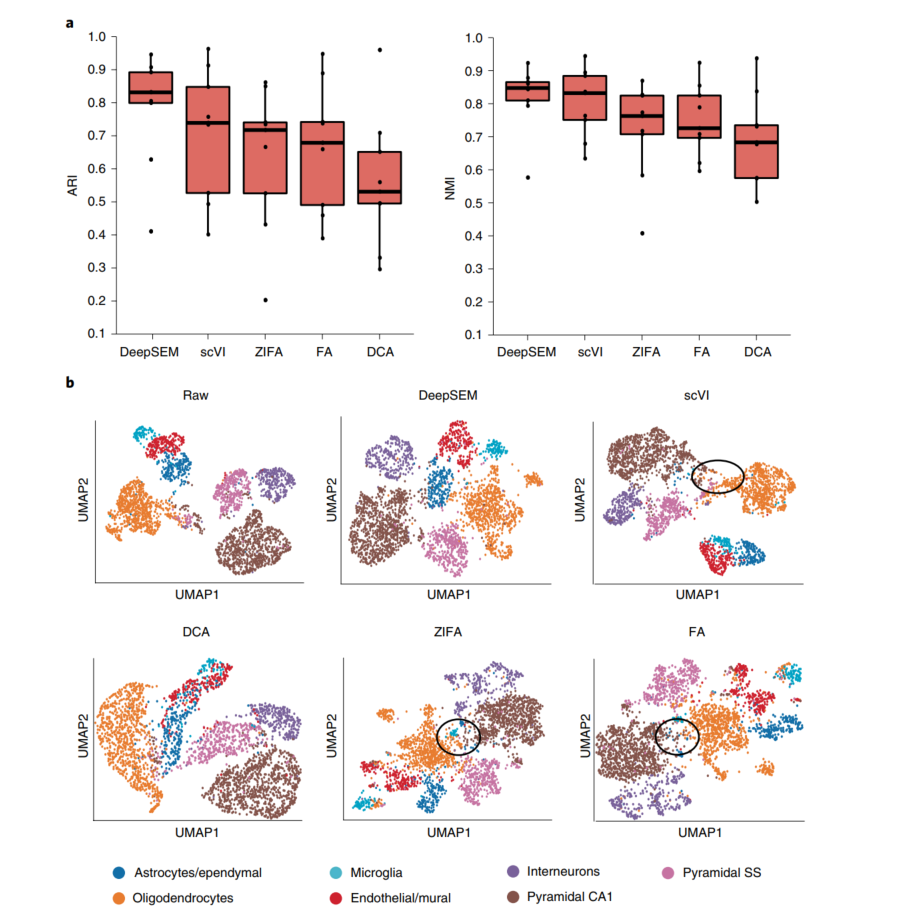 a
1.0
0.9
0.8
0.7
0.6
0.5
0.4
0.3
0.2
0.1
ARI
DeepSEM scVI ZIFA FA DCA
1.0
0.9
0.8
0.7
0.6
0.5
0.4
0.3
0.2
0.1
NMI
DeepSEM scVI ZIFA FA DCA
b
Raw
UMAP2
UMAP1
DeepSEM
UMAP2
UMAP1
scVI
UMAP2
UMAP1
DCA
UMAP2
UMAP1
ZIFA
UMAP2
UMAP1
FA
UMAP2
UMAP1
Astrocytes/ependymal Microglia Interneurons Pyramidal SS
Oligodendrocytes Endothelial/mural Pyramidal CA1